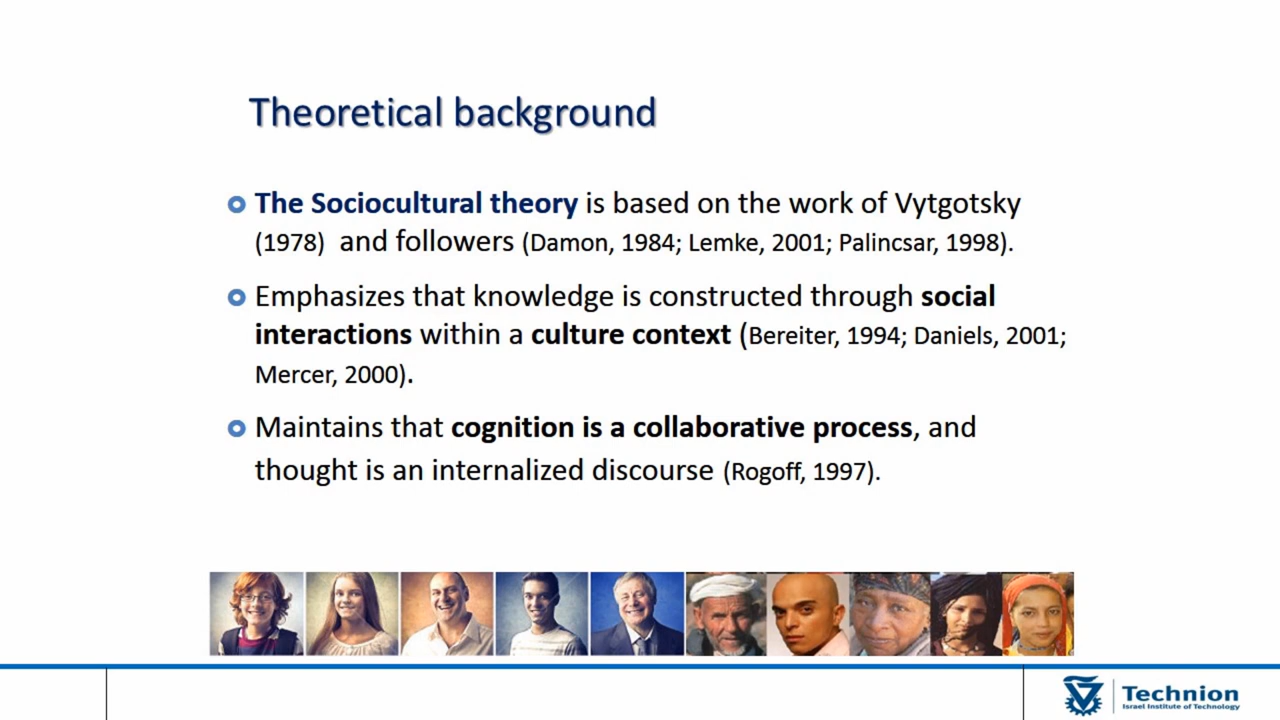 Theoretical background
The Sociocultural theory is based on the work of Vytgotsky
(1978) and followers (Damon, 1984; Lemke, 2001; Palincsar, 1998).
Emphasizes that knowledge is constructed through social
interactions within a culture context (Bereiter, 1994; Daniels, 2001;
Mercer, 2000).
Maintains that cognition is a collaborative process, and
thought is an internalized discourse (Rogoff, 1997).
Technion
Israel Institute of Technology